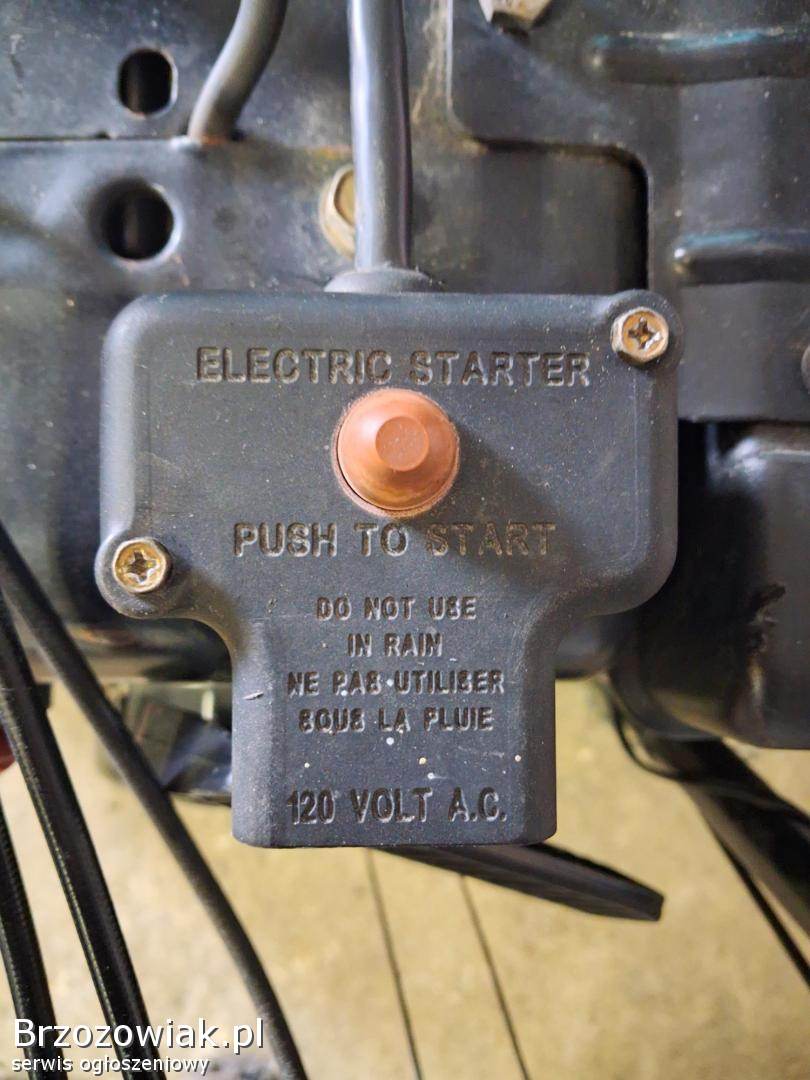 ELECTRIC STARTER
PUSH TO START
DO NOT USE
IN RAIN
NE PAS UTILISER
SOUS LA PLUIE
120 VOLT A.C.
Brzozowiak.pl
serwis ogłoszeniowy